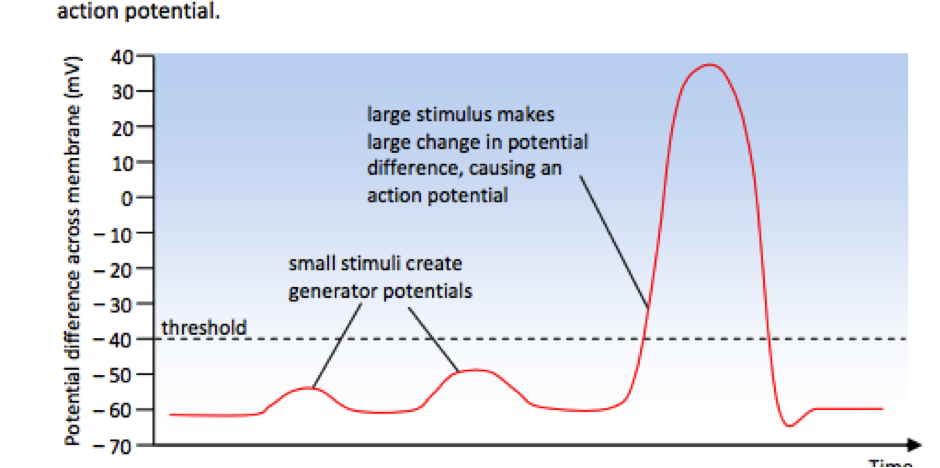 action potential.
Potential difference across membrane (mV)
40
30
20
10
0
– 10
– 20
– 30
– 40
– 50
– 60
– 70
large stimulus makes
large change in potential
difference, causing an
action potential
small stimuli create
generator potentials
threshold
Time